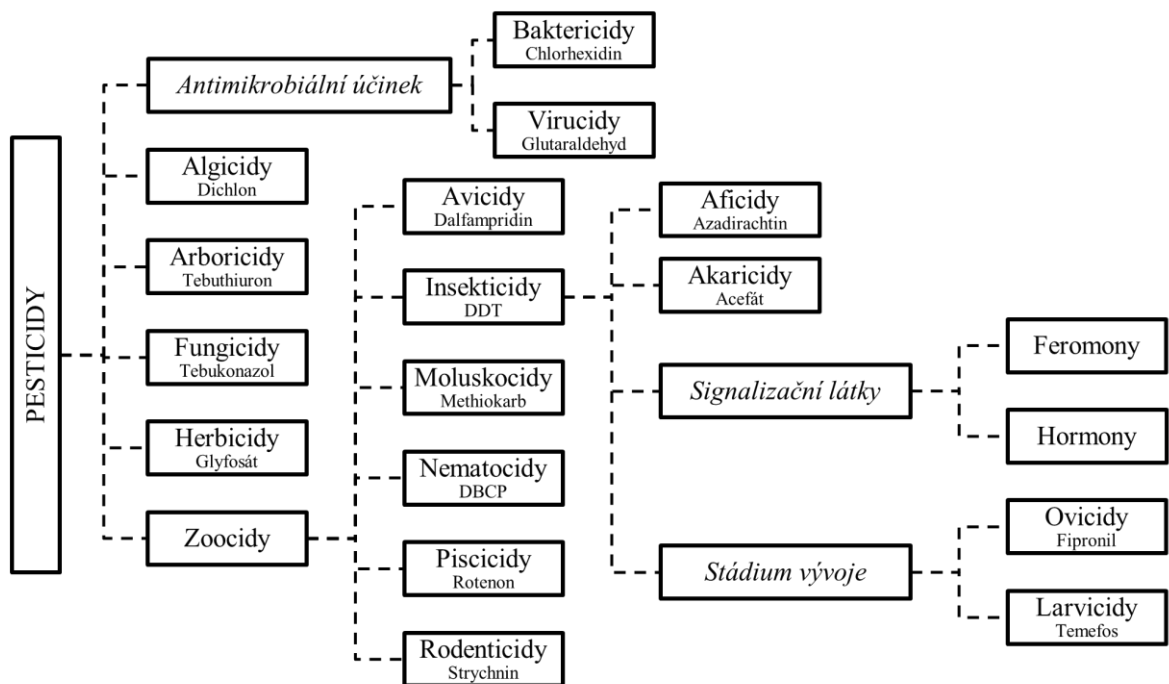 PESTICIDY
Antimikrobiální účinek
Baktericidy
Chlorhexidin
Virucidy
Glutaraldehyd
Algicidy
Dichlon
Arboricidy
Tebuthiuron
Fungicidy
Tebukonazol
Herbicidy
Glyfosát
Zoocidy
Avicidy
Dalfampridin
Insekticidy
DDT
Moluskocidy
Methiokarb
Nematocidy
DBCP
Piscicidy
Rotenon
Rodenticidy
Strychnin
Aficidy
Azadirachtin
Akaricidy
Acefát
Signalizační látky
Feromony
Hormony
Stádium vývoje
Ovicidy
Fipronil
Larvicidy
Temefos